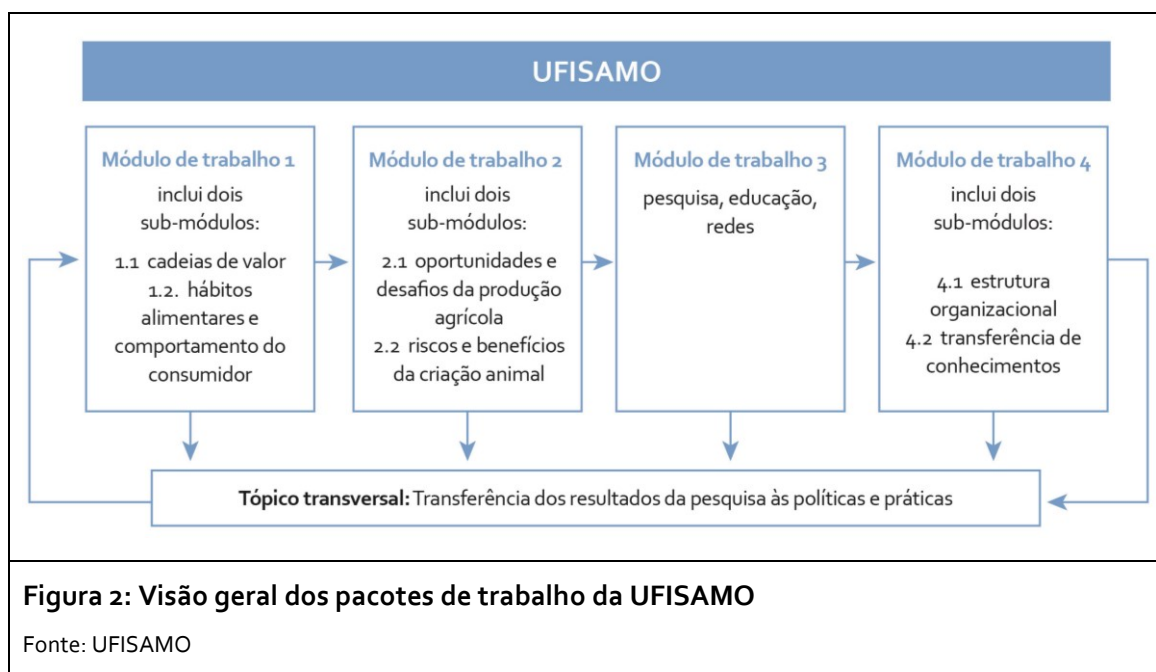 UFISAMO
Módulo de trabalho 1
inclui dois
sub-módulos:
1.1 cadeias de valor
1.2. hábitos
alimentares e
comportamento do
consumidor
Módulo de trabalho 2
inclui dois
sub-módulos:
2.1 oportunidades e
desafios da produção
agrícola
2.2 riscos e benefícios
da criação animal
Módulo de trabalho 3
pesquisa, educação,
redes
Módulo de trabalho 4
inclui dois
sub-módulos:
4.1 estrutura
organizacional
4.2 transferência de
conhecimentos
Tópico transversal: Transferência dos resultados da pesquisa às políticas e práticas
Figura 2: Visão geral dos pacotes de trabalho da UFISAMO
Fonte: UFISAMO